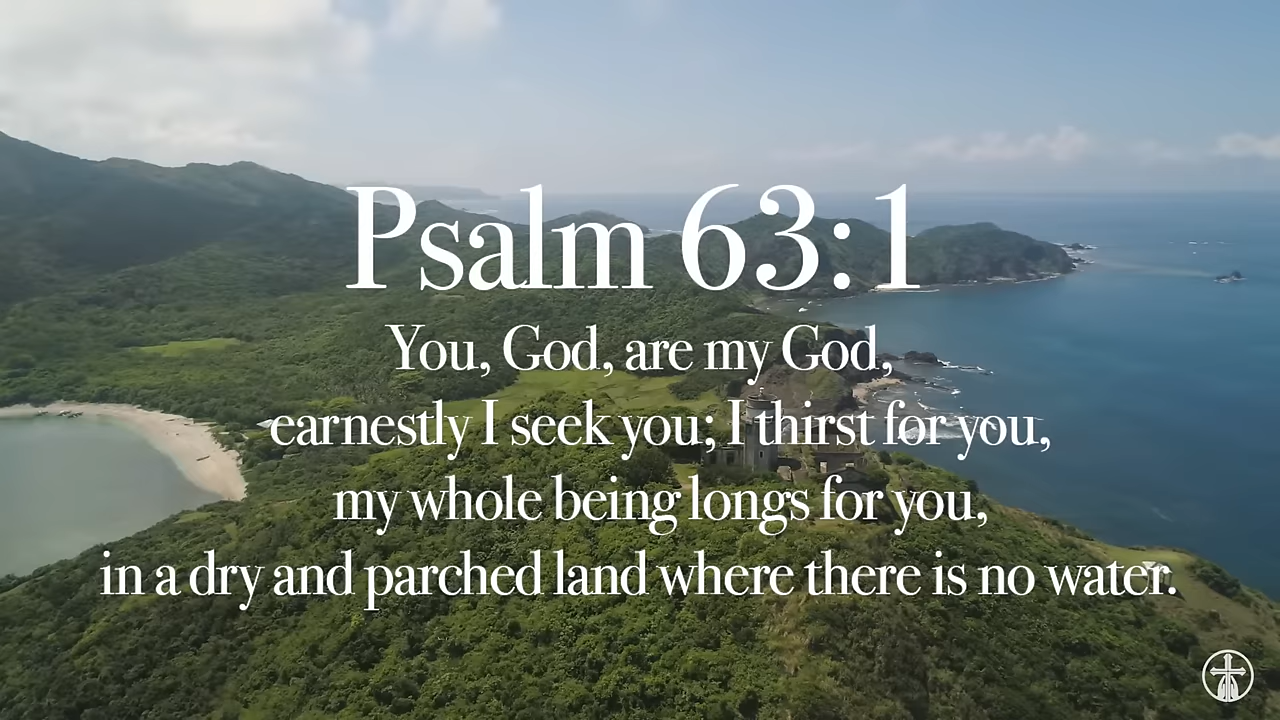 Psalm 63:1
You, God, are my God,
earnestly I seek you; I thirst for you,
my whole being longs for you,
in a dry and parched land where there is no water.